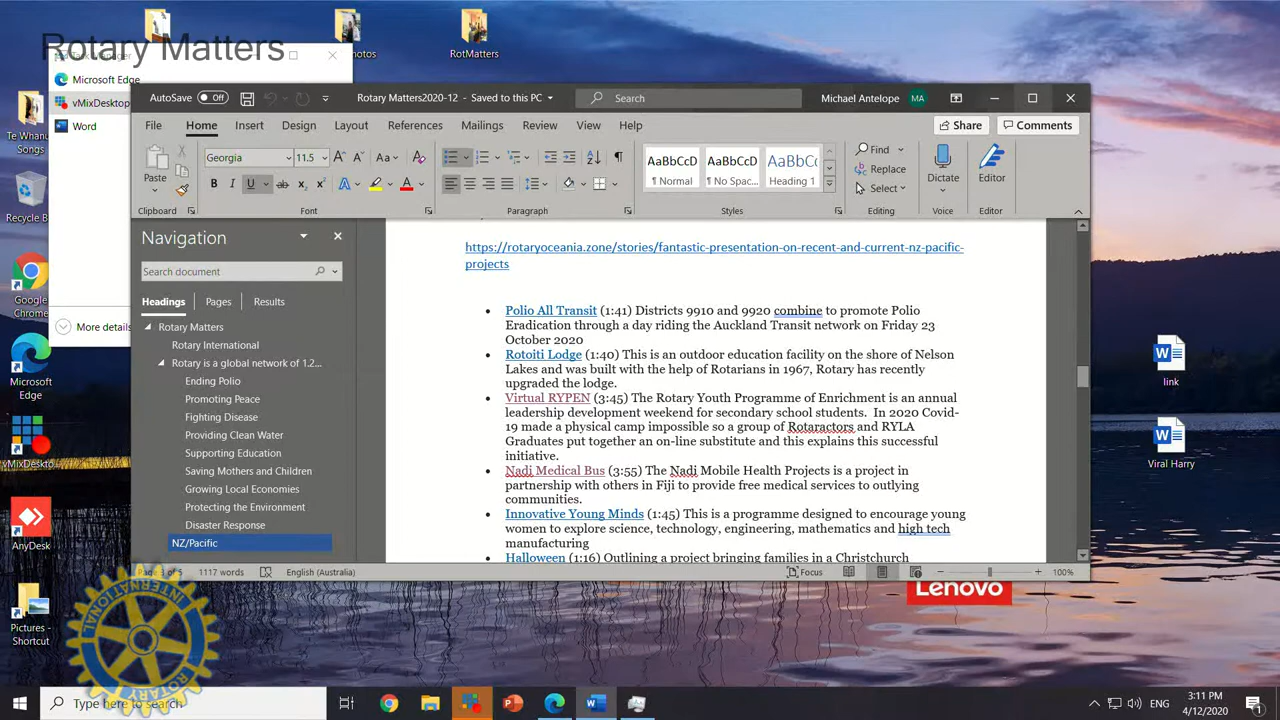 Rotary Matters
otos
RotMatters
Microsoft Edge
vMixDesktop
Word
More details
Te Whanu
Songs
Recycle B
Google
Chrome
Microsoft
Edge
vMixDeskto
AnyDesk
Pictures -
Shortcut
AutoSave
Off
Rotary Matters2020-12 - Saved to this PC
Search
Michael Antelope
MA
File
Home
Insert
Design
Layout
References
Mailings
Review
View
Help
Share
Comments
Paste
Clipboard
Georgia
11.5
Aa
B I U ab x₂ x²
A
A
Font
Paragraph
AaBbCcD
¶ Normal
AaBbCcD
¶ No Spac...
AaBbCc
Heading 1
Styles
Find
Replace
Select
Editing
Dictate
Voice
Editor
Editor
Navigation
Search document
Headings
Pages
Results
Rotary Matters
Rotary International
Rotary is a global network of 1.2...
Ending Polio
Promoting Peace
Fighting Disease
Providing Clean Water
Supporting Education
Saving Mothers and Children
Growing Local Economies
Protecting the Environment
Disaster Response
NZ/Pacific
https://rotaryoceania.zone/stories/fantastic-presentation-on-recent-and-current-nz-pacific-
projects
• Polio All Transit (1:41) Districts 9910 and 9920 combine to promote Polio
Eradication through a day riding the Auckland Transit network on Friday 23
October 2020
• Rotoiti Lodge (1:40) This is an outdoor education facility on the shore of Nelson
Lakes and was built with the help of Rotarians in 1967, Rotary has recently
upgraded the lodge.
• Virtual RYPEN (3:45) The Rotary Youth Programme of Enrichment is an annual
leadership development weekend for secondary school students. In 2020 Covid-
19 made a physical camp impossible so a group of Rotaractors and RYLA
Graduates put together an on-line substitute and this explains this successful
initiative.
• Nadi Medical Bus (3:55) The Nadi Mobile Health Projects is a project in
partnership with others in Fiji to provide free medical services to outlying
communities.
• Innovative Young Minds (1:45) This is a programme designed to encourage young
women to explore science, technology, engineering, mathematics and high tech
manufacturing
• Halloween (1:16) Outlining a project bringing families in a Christchurch
of 5
1117 words
English (Australia)
Focus
100%
link
Viral Harry
Lenovo
ROTARY
INTERNATIONAL
Type here to search
ENG
3:11 PM
4/12/2020
1